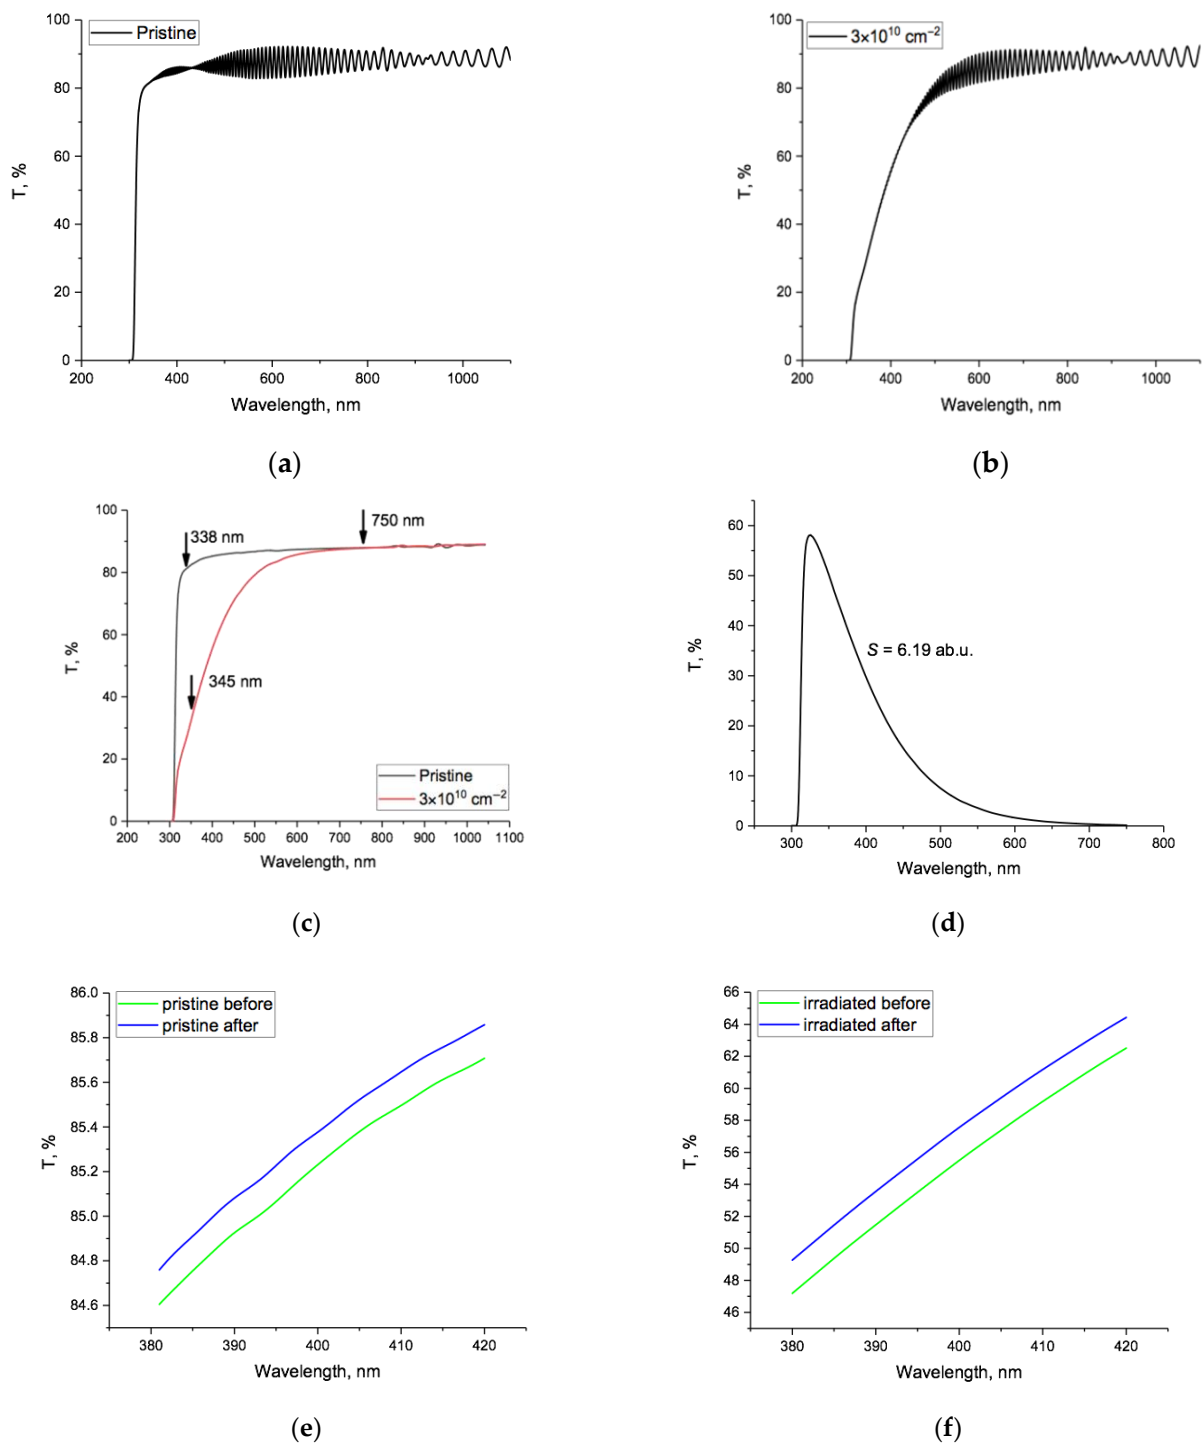 Pristine
T, %
100
80
60
40
20
0
200 400 600 800 1000
Wavelength, nm
(a)
3×10¹⁰ cm⁻²
T, %
100
80
60
40
20
0
200 400 600 800 1000
Wavelength, nm
(b)
338 nm
750 nm
345 nm
Pristine
3×10¹⁰ cm⁻²
T, %
100
80
60
40
20
0
200 300 400 500 600 700 800 900 1000 1100
Wavelength, nm
(c)
S = 6.19 ab.u.
T, %
60
50
40
30
20
10
0
300 400 500 600 700 800
Wavelength, nm
(d)
pristine before
pristine after
T, %
86.0
85.8
85.6
85.4
85.2
85.0
84.8
84.6
380 390 400 410 420
Wavelength, nm
(e)
irradiated before
irradiated after
T, %
66
64
62
60
58
56
54
52
50
48
46
380 390 400 410 420
Wavelength, nm
(f)